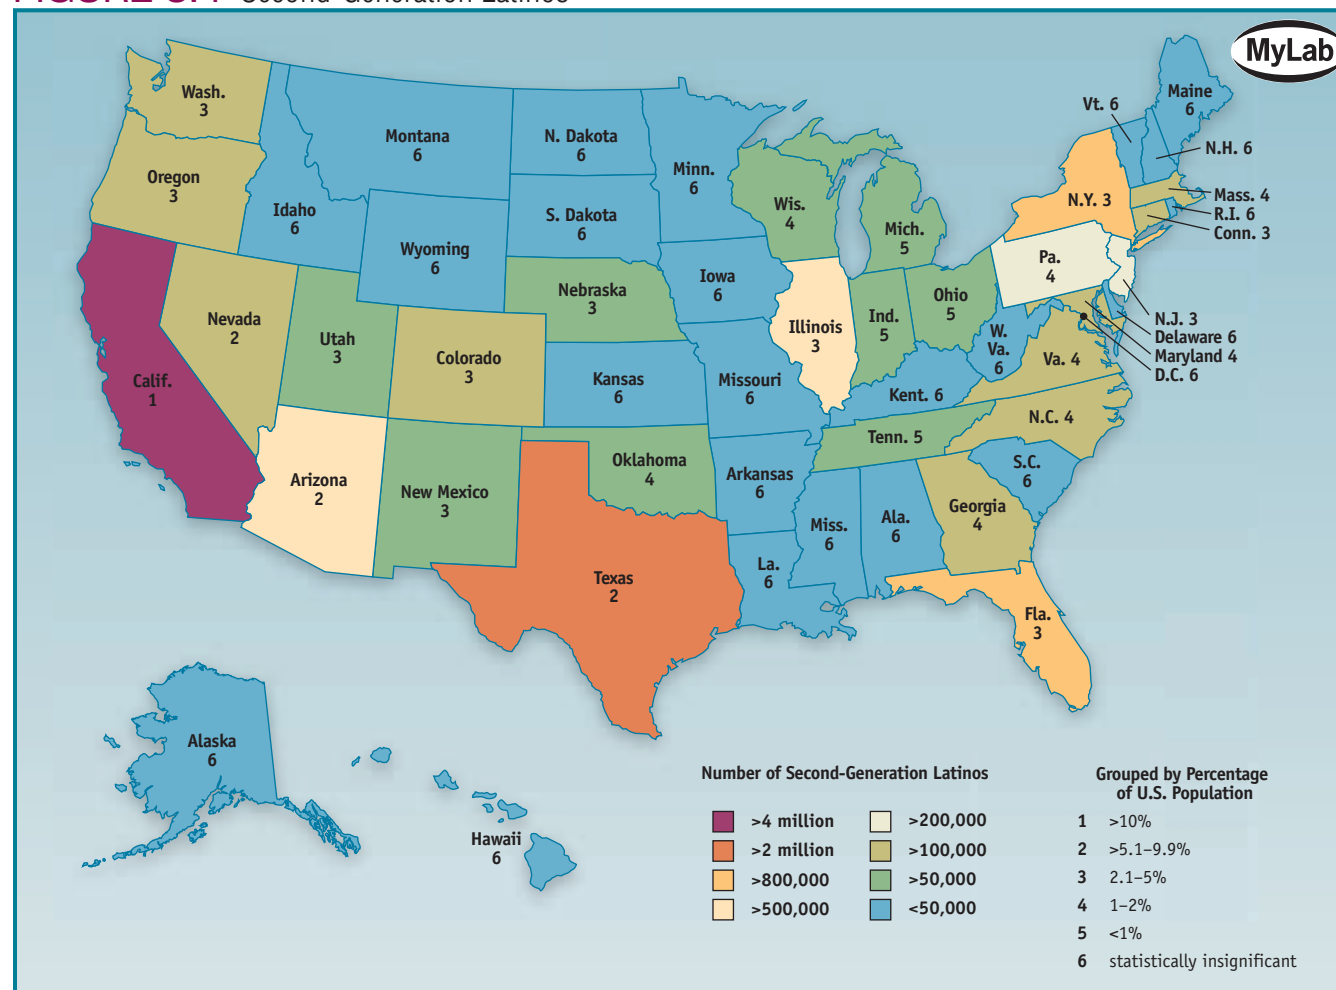 Second-Generation Latinos
MyLab
Wash.
3
Oregon
3
Calif.
1
Nevada
2
Idaho
6
Montana
6
Wyoming
6
Utah
3
Colorado
3
Arizona
2
New Mexico
3
N. Dakota
6
S. Dakota
6
Nebraska
3
Kansas
6
Oklahoma
4
Texas
2
Minn.
6
Iowa
6
Missouri
6
Arkansas
6
La.
6
Wis.
4
Illinois
3
Mich.
5
Ind.
5
Ohio
5
Kent. 6
Tenn. 5
Miss.
6
Ala.
6
Georgia
4
Fla.
3
S.C.
6
N.C. 4
Va. 4
W.
Va.
6
Pa.
4
N.Y. 3
Vt. 6
Maine
6
N.H. 6
Mass. 4
R.I. 6
Conn. 3
N.J. 3
Delaware 6
Maryland 4
D.C. 6
Alaska
6
Hawaii
6
Number of Second-Generation Latinos
>4 million
>2 million
>800,000
>500,000
>200,000
>100,000
>50,000
<50,000
Grouped by Percentage
of U.S. Population
1 >10%
2 >5.1–9.9%
3 2.1–5%
4 1–2%
5 <1%
6 statistically insignificant